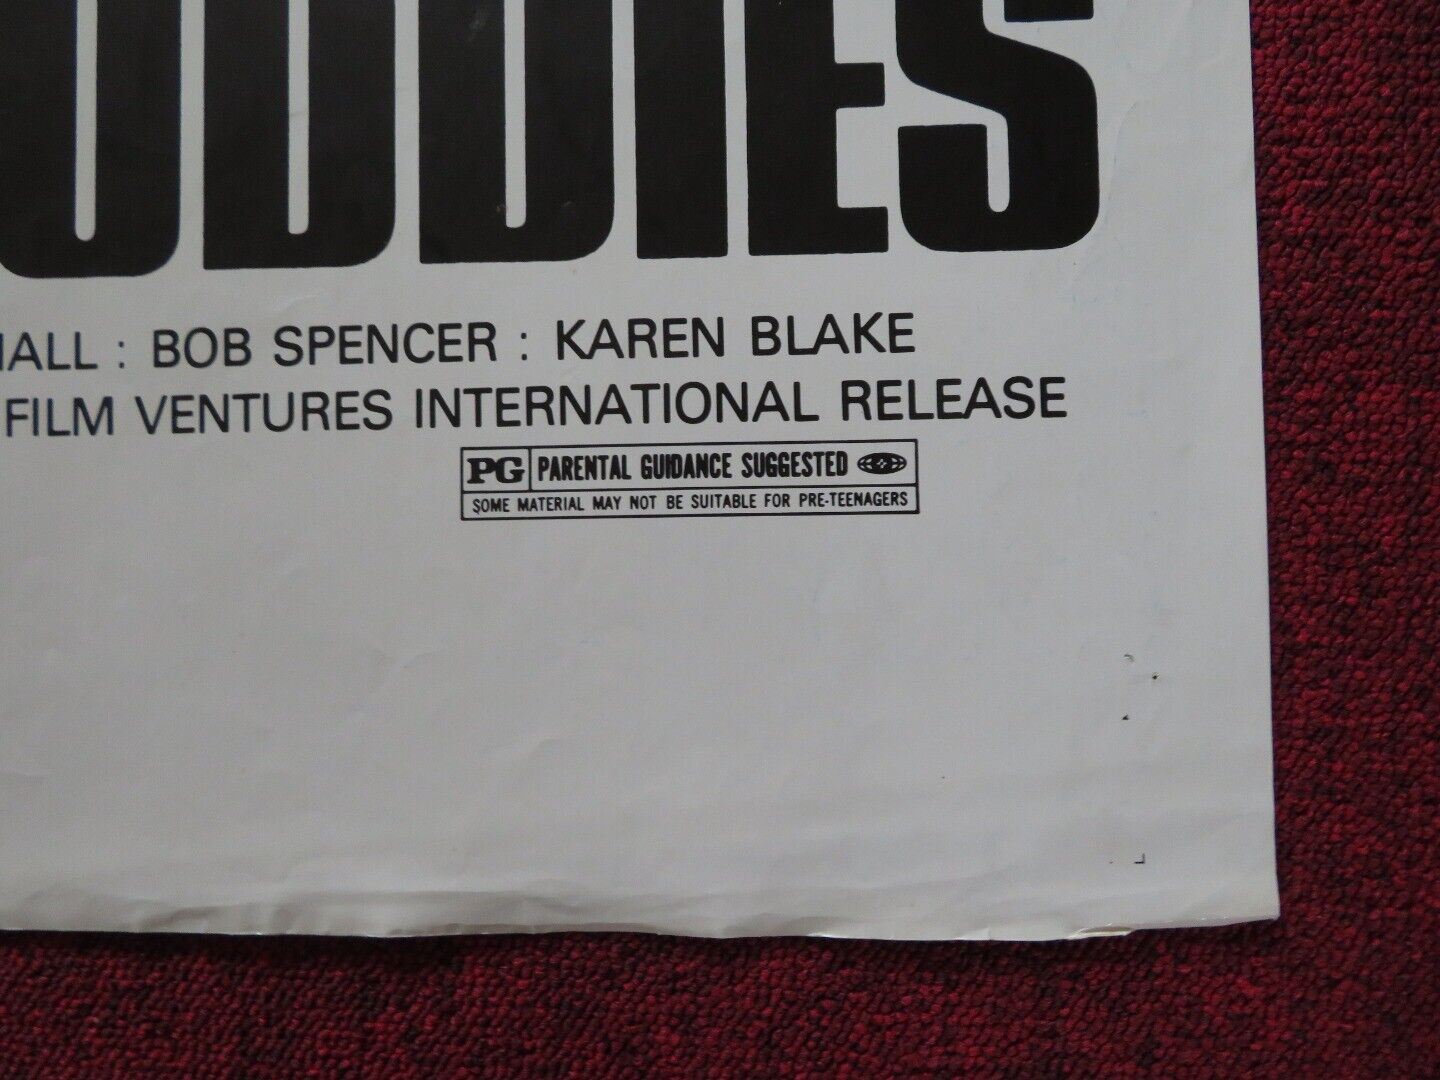 DDIES
HALL : BOB SPENCER : KAREN BLAKE
FILM VENTURES INTERNATIONAL RELEASE
PG PARENTAL GUIDANCE SUGGESTED
SOME MATERIAL MAY NOT BE SUITABLE FOR PRE-TEENAGERS